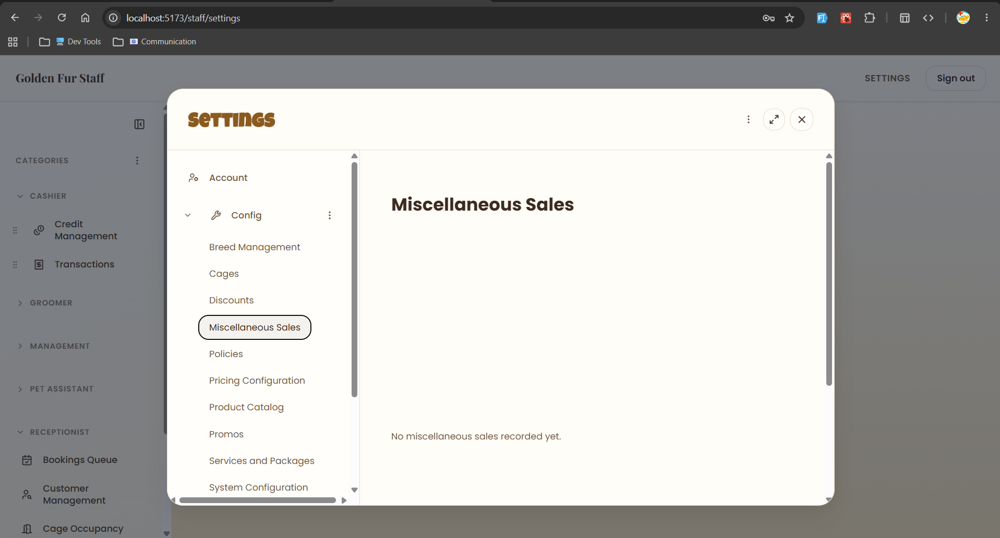 localhost:5173/staff/settings
Dev Tools
Communication
Golden Fur Staff
SETTINGS
Sign out
CATEGORIES
CASHIER
Credit
Management
Transactions
GROOMER
MANAGEMENT
PET ASSISTANT
RECEPTIONIST
Bookings Queue
Customer
Management
Cage Occupancy
Settings
Account
Config
Breed Management
Cages
Discounts
Miscellaneous Sales
Policies
Pricing Configuration
Product Catalog
Promos
Services and Packages
System Configuration
Miscellaneous Sales
No miscellaneous sales recorded yet.